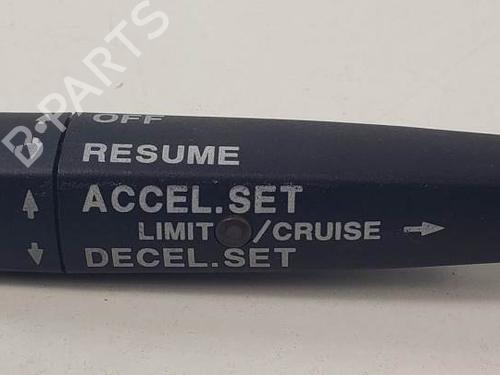 OFF
RESUME
ACCEL.SET
LIMIT /CRUISE
DECEL.SET
B-PARTS